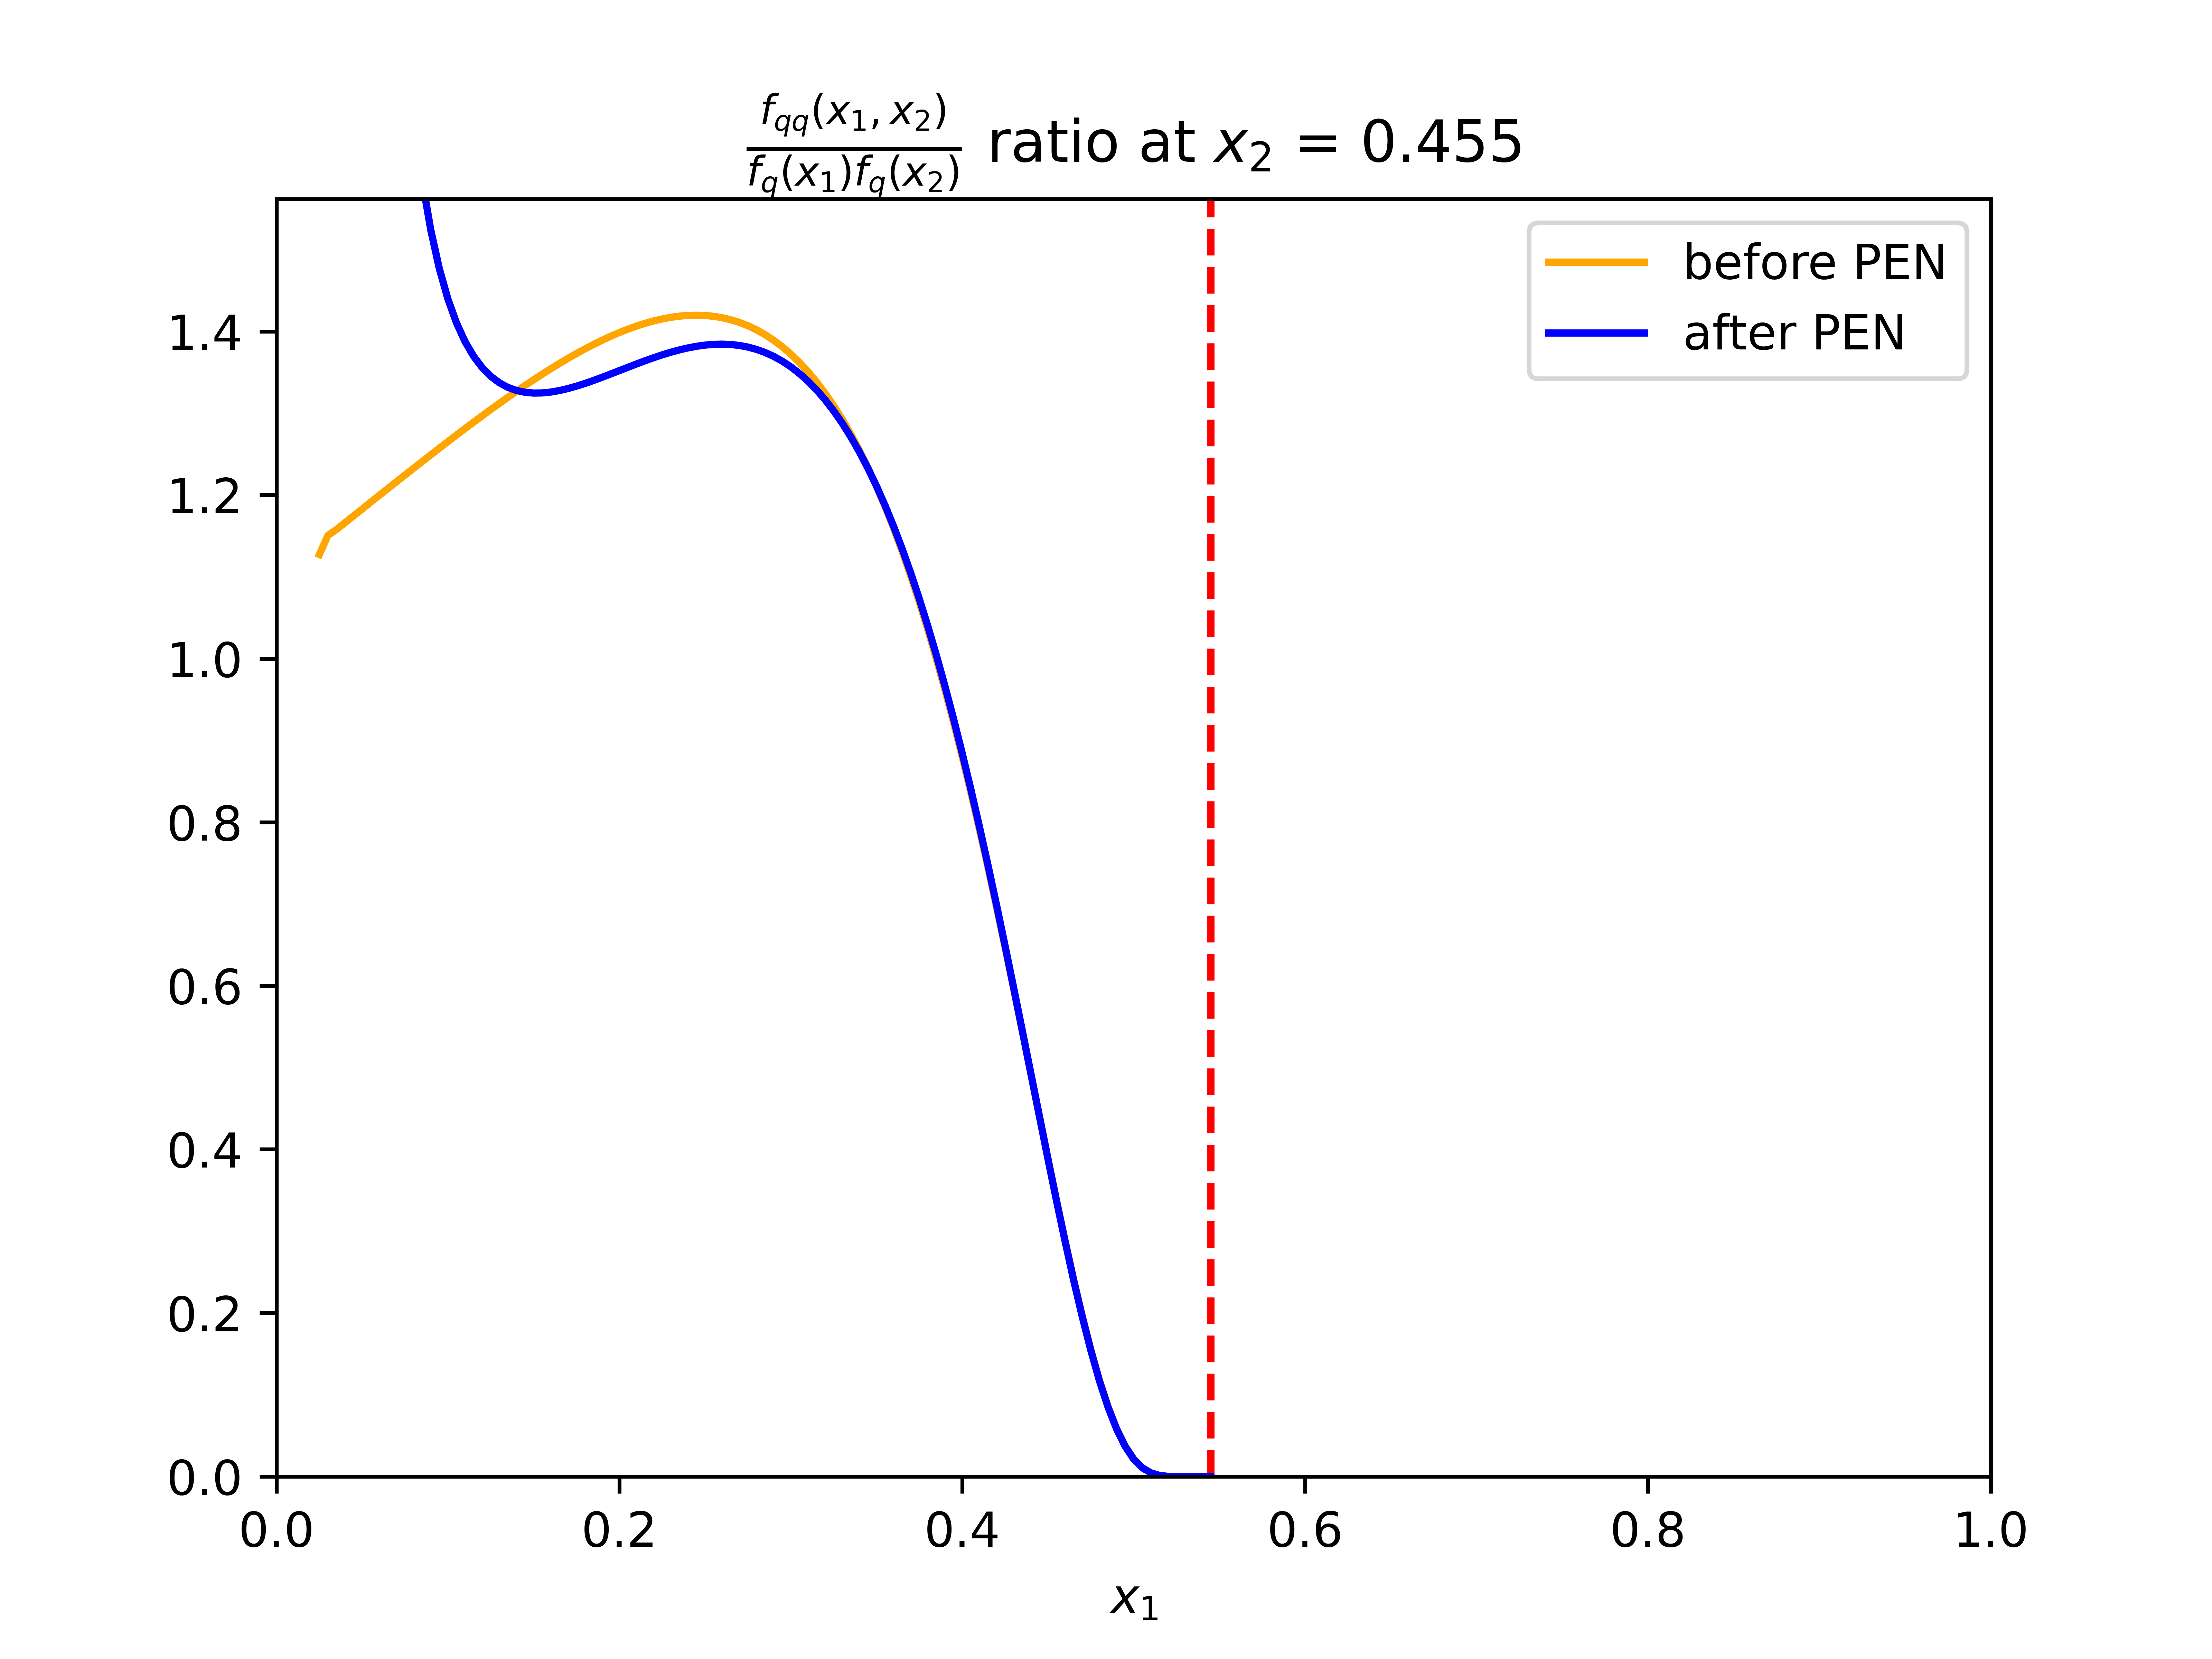 f_qq(x_1, x_2) / f_q(x_1) f_q(x_2) ratio at x_2 = 0.455
before PEN
after PEN
1.4
1.2
1.0
0.8
0.6
0.4
0.2
0.0
0.0 0.2 0.4 0.6 0.8 1.0
x_1